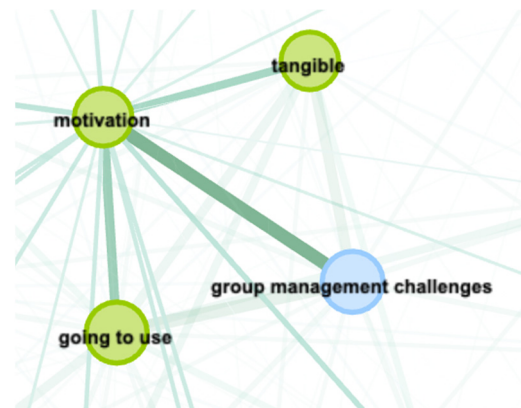 tangible
motivation
group management challenges
going to use